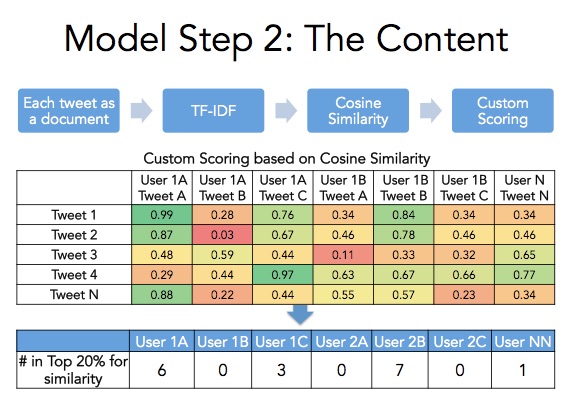 Model Step 2: The Content
Each tweet as
a document
TF-IDF
Cosine
Similarity
Custom
Scoring
Custom Scoring based on Cosine Similarity
User 1A Tweet A User 1A Tweet B User 1A Tweet C User 1B Tweet A User 1B Tweet B User 1B Tweet C User N Tweet N
Tweet 1 0.99 0.28 0.76 0.34 0.84 0.34 0.34
Tweet 2 0.87 0.03 0.67 0.46 0.78 0.46 0.46
Tweet 3 0.48 0.59 0.44 0.11 0.33 0.32 0.65
Tweet 4 0.29 0.44 0.97 0.63 0.67 0.66 0.77
Tweet N 0.88 0.22 0.44 0.55 0.57 0.23 0.34
User 1A User 1B User 1C User 2A User 2B User 2C User NN
# in Top 20% for
similarity
6 0 3 0 7 0 1